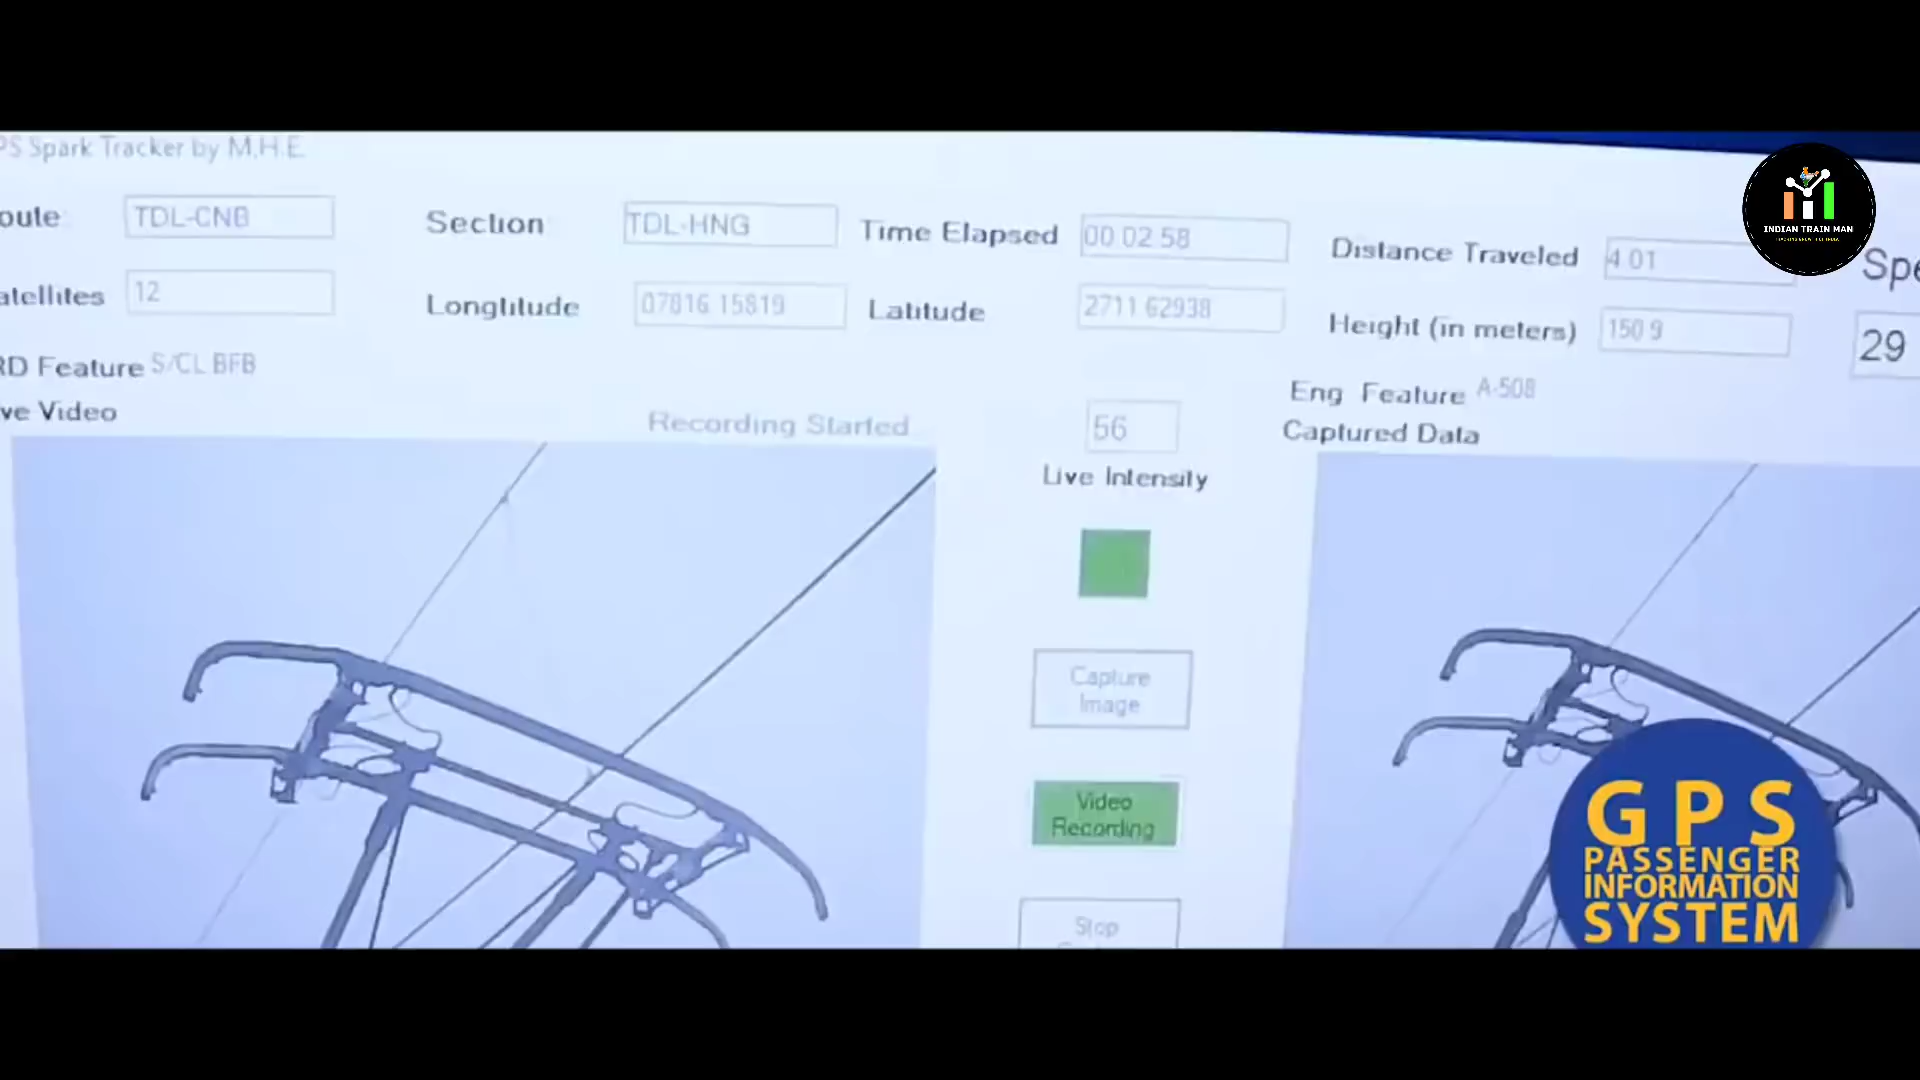 PS Spark Tracker by M.H.E.
oute TDL-CNB Section TDL-HNG Time Elapsed 00 02 58 Distance Traveled 4 01 Spe
atellites 12 Longtitude 07816 15819 Latitude 2711 62938 Height (in meters) 150 9 29
RD Feature S/CL BFB Eng Feature A-508
ve Video Recording Started 56 Captured Data
Live Intensity
Capture
Image
Video
Recording
Stop
INDIAN TRAIN MAN
GPS
PASSENGER
INFORMATION
SYSTEM